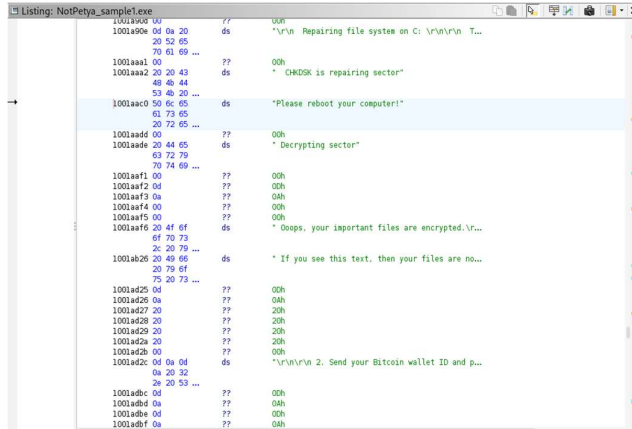 Listing: NotPetya_sample1.exe
1001a90d 00 ?? 00h
1001a90e 0d 0a 20 ds "\r\n  Repairing file system on C: \r\n\r\n  T...
20 52 65
70 61 69 ...
1001aaa1 00 ?? 00h
1001aaa2 20 20 43 ds "  CHKDSK is repairing sector"
48 4b 44
53 4b 20 ...
1001aac0 50 6c 65 ds "Please reboot your computer!"
61 73 65
20 72 65 ...
1001aadd 00 ?? 00h
1001aade 20 44 65 ds " Decrypting sector"
63 72 79
70 74 69 ...
1001aaf1 00 ?? 00h
1001aaf2 0d ?? 0Dh
1001aaf3 0a ?? 0Ah
1001aaf4 00 ?? 00h
1001aaf5 00 ?? 00h
1001aaf6 20 4f 6f ds " Ooops, your important files are encrypted.\r...
6f 70 73
2c 20 79 ...
1001ab26 20 49 66 ds " If you see this text, then your files are no...
20 79 6f
75 20 73 ...
1001ad25 0d ?? 0Dh
1001ad26 0a ?? 0Ah
1001ad27 20 ?? 20h
1001ad28 20 ?? 20h
1001ad29 20 ?? 20h
1001ad2a 20 ?? 20h
1001ad2b 00 ?? 00h
1001ad2c 0d 0a 0d ds "\r\n\r\n 2. Send your Bitcoin wallet ID and p...
0a 20 32
2e 20 53 ...
1001adbc 0d ?? 0Dh
1001adbd 0a ?? 0Ah
1001adbe 0d ?? 0Dh
1001adbf 0a ?? 0Ah